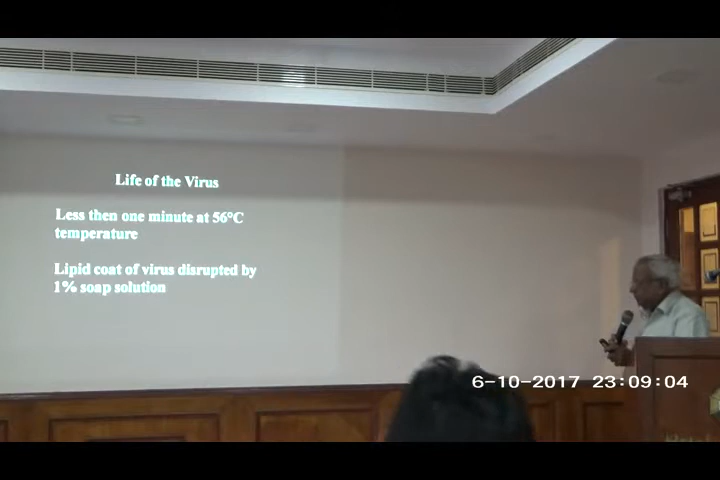 Life of the Virus
Less then one minute at 56°C
temperature
Lipid coat of virus disrupted by
1% soap solution
6-10-2017 23:09:04